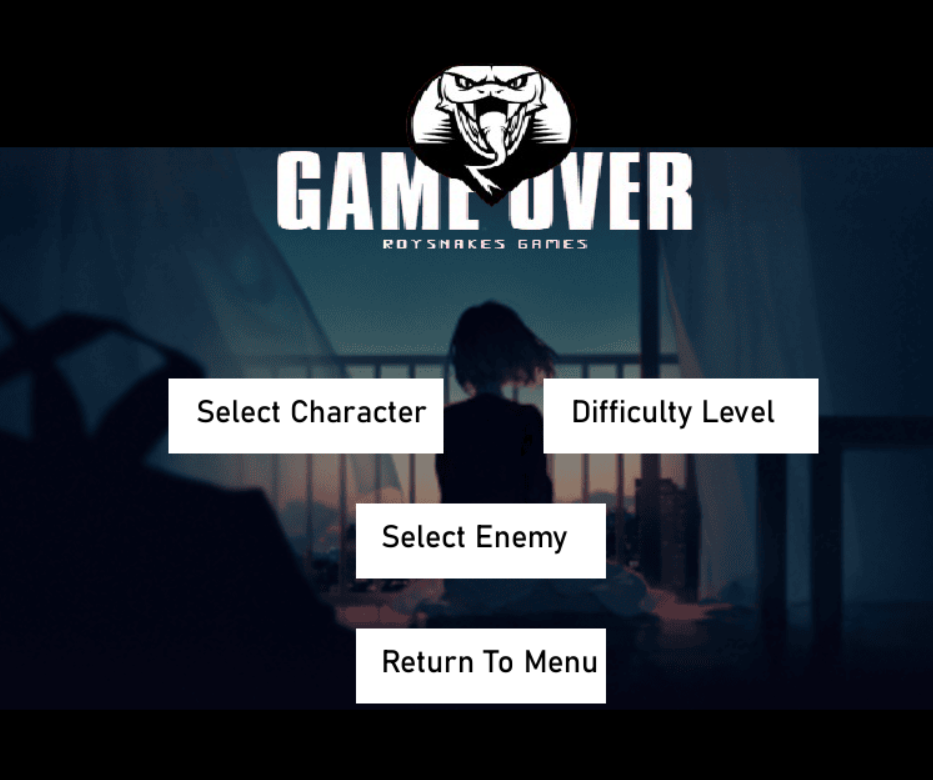 GAME OVER
ROYSNAKES GAMES
Select Character
Difficulty Level
Select Enemy
Return To Menu